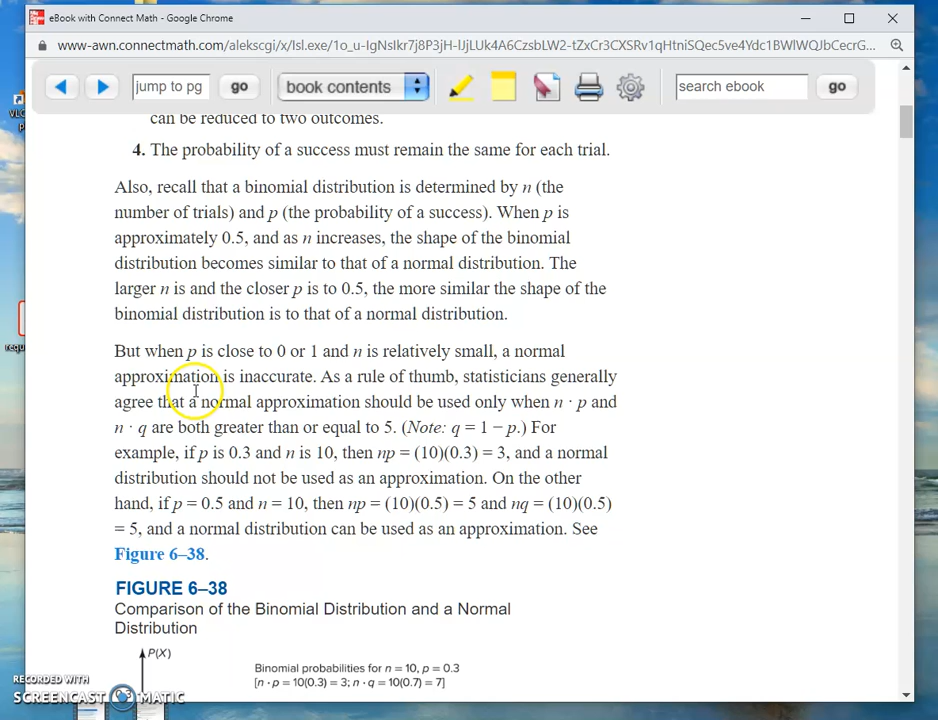 eBook with Connect Math - Google Chrome
www-awn.connectmath.com/alekscgi/x/Isl.exe/1o_u-IgNsIkr7j8P3jH-lJjLUk4A6CzsbLW2-tZxCr3CXSRv1qHtniSQec5ve4Ydc1BWlWQJbCecrG...
jump to pg go book contents search ebook go
can be reduced to two outcomes.
4. The probability of a success must remain the same for each trial.
Also, recall that a binomial distribution is determined by n (the
number of trials) and p (the probability of a success). When p is
approximately 0.5, and as n increases, the shape of the binomial
distribution becomes similar to that of a normal distribution. The
larger n is and the closer p is to 0.5, the more similar the shape of the
binomial distribution is to that of a normal distribution.
But when p is close to 0 or 1 and n is relatively small, a normal
approximation is inaccurate. As a rule of thumb, statisticians generally
agree that a normal approximation should be used only when n · p and
n · q are both greater than or equal to 5. (Note: q = 1 − p.) For
example, if p is 0.3 and n is 10, then np = (10)(0.3) = 3, and a normal
distribution should not be used as an approximation. On the other
hand, if p = 0.5 and n = 10, then np = (10)(0.5) = 5 and nq = (10)(0.5)
= 5, and a normal distribution can be used as an approximation. See
Figure 6–38.
FIGURE 6–38
Comparison of the Binomial Distribution and a Normal
Distribution
P(X)
Binomial probabilities for n = 10, p = 0.3
[n · p = 10(0.3) = 3; n · q = 10(0.7) = 7]
0.3
RECORDED WITH
SCREENCAST MATIC